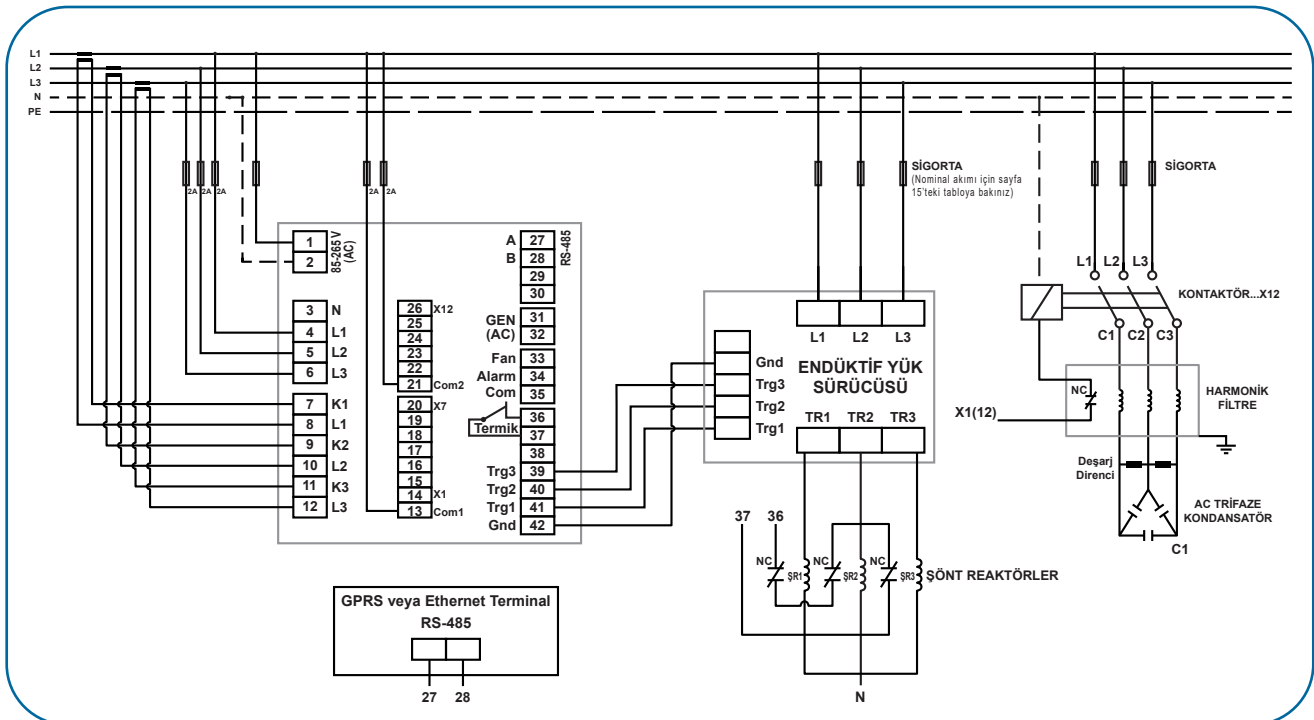 L1
L2
L3
N
PE
2A
2A
2A
2A
2A
SİGORTA
(Nominal akımı için sayfa
15'teki tabloya bakınız)
SİGORTA
1
2
85-265 V
(AC)
3 N
4 L1
5 L2
6 L3
7 K1
8 L1
9 K2
10 L2
11 K3
12 L3
26 X12
25
24
23
22
21 Com2
20 X7
19
18
17
16
15
14 X1
13 Com1
A 27
B 28
29
30
RS-485
GEN
(AC)
31
32
Fan 33
Alarm 34
Com 35
36
Termik
37
38
Trg3 39
Trg2 40
Trg1 41
Gnd 42
L1 L2 L3
ENDÜKTİF YÜK
SÜRÜCÜSÜ
Gnd
Trg3
Trg2
Trg1
TR1 TR2 TR3
37 36
NC ŞR1
NC ŞR2
NC ŞR3
ŞÖNT REAKTÖRLER
N
L1 L2 L3
KONTAKTÖR...X12
C1 C2 C3
NC
HARMONİK
FİLTRE
X1(12)
Deşarj
Direnci
AC TRİFAZE
KONDANSATÖR
C1
GPRS veya Ethernet Terminal
RS-485
27 28